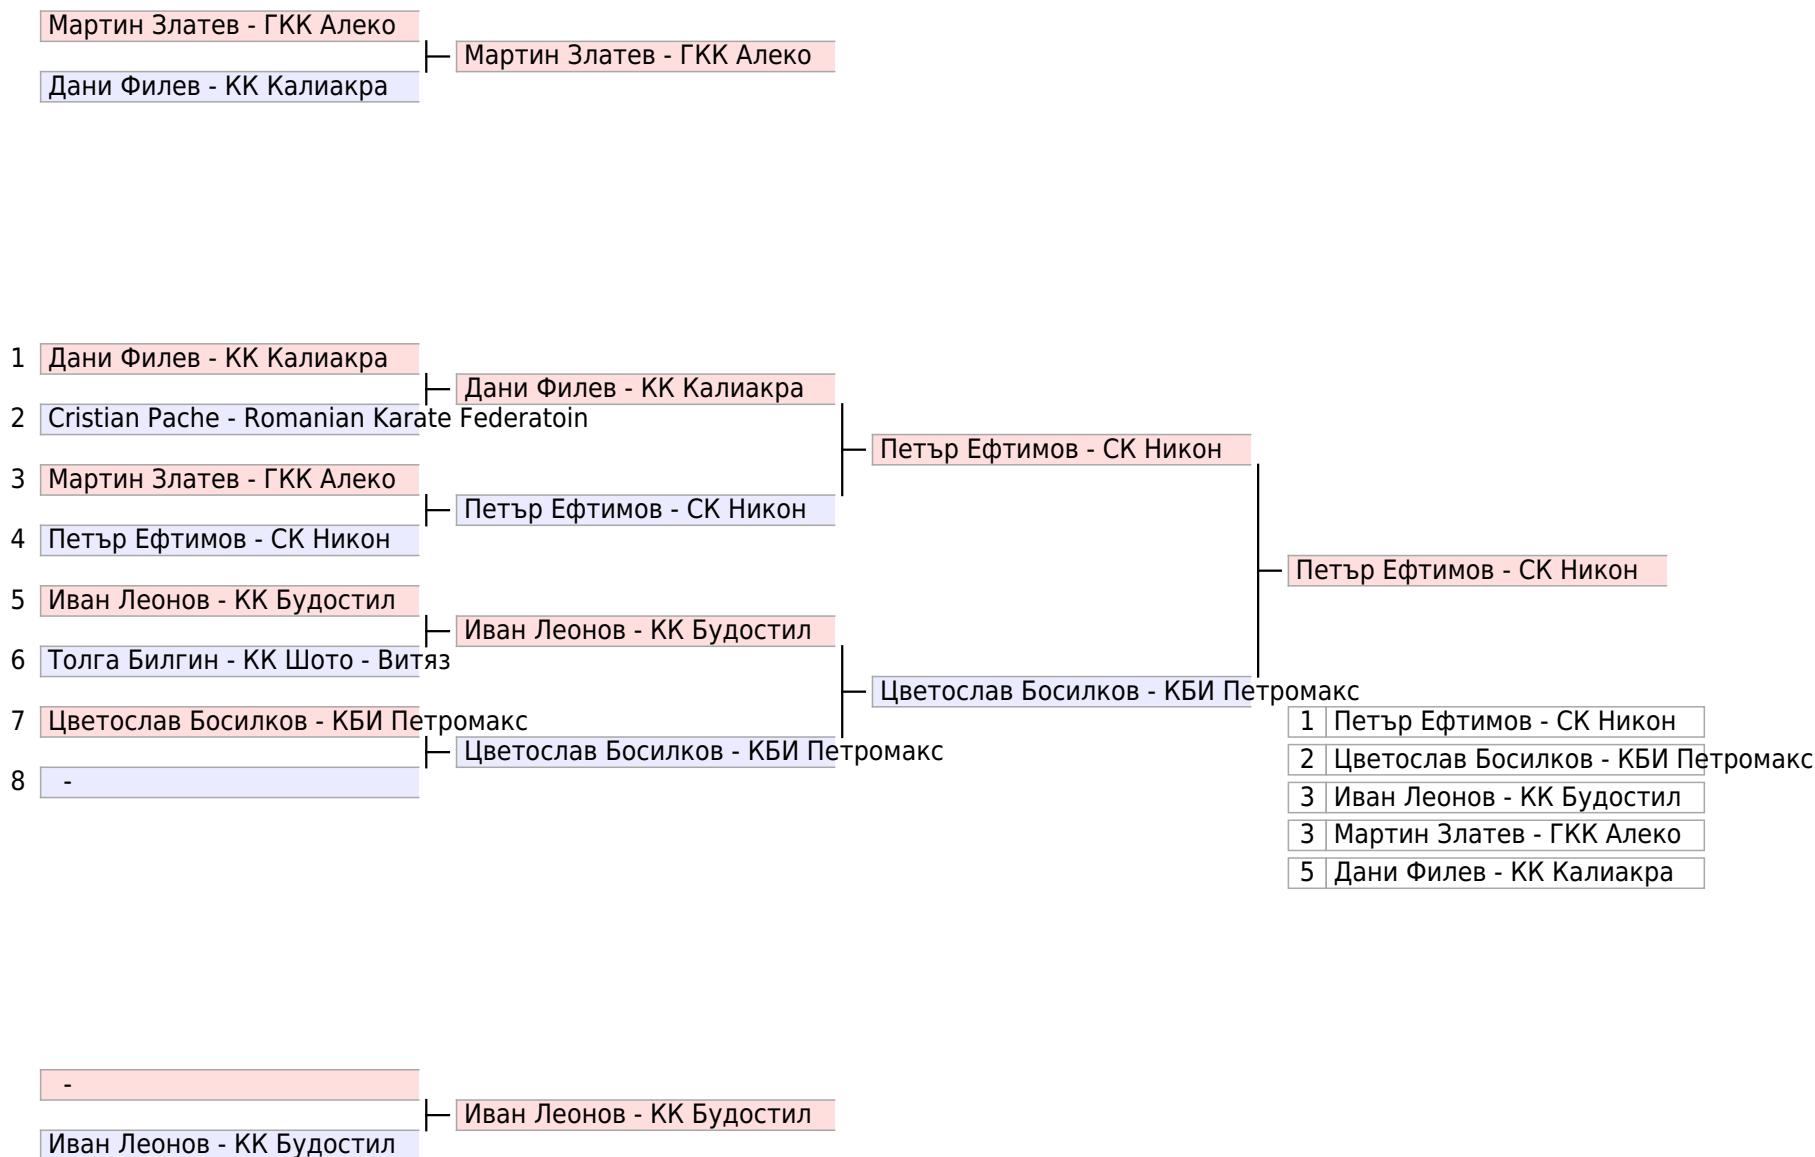 Мартин Златев - ГКК Алеко
Мартин Златев - ГКК Алеко
Дани Филев - КК Калиакра
1 Дани Филев - КК Калиакра
Дани Филев - КК Калиакра
2 Cristian Pache - Romanian Karate Federatoin
Петър Ефтимов - СК Никон
3 Мартин Златев - ГКК Алеко
Петър Ефтимов - СК Никон
4 Петър Ефтимов - СК Никон
Петър Ефтимов - СК Никон
5 Иван Леонов - КК Будостил
Иван Леонов - КК Будостил
6 Толга Билгин - КК Шото - Витяз
Цветослав Босилков - КБИ Петромакс
7 Цветослав Босилков - КБИ Петромакс
Цветослав Босилков - КБИ Петромакс
8 -
1 Петър Ефтимов - СК Никон
2 Цветослав Босилков - КБИ Петромакс
3 Иван Леонов - КК Будостил
3 Мартин Златев - ГКК Алеко
5 Дани Филев - КК Калиакра
-
Иван Леонов - КК Будостил
Иван Леонов - КК Будостил